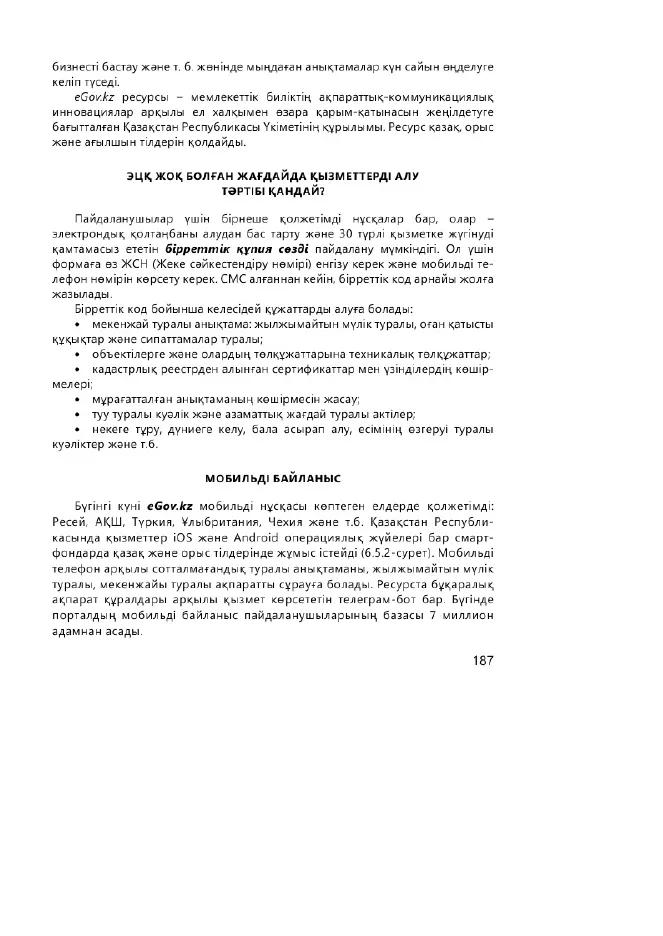 бизнесті бастау және т. б. жөнінде мыңдаған анықтамалар күн сайын өңделуге
келіп түседі.
eGov.kz ресурсы – мемлекеттік биліктің ақпараттық-коммуникациялық
инновациялар арқылы ел халқымен өзара қарым-қатынасын жеңілдетуге
бағытталған Қазақстан Республикасы Үкіметінің құрылымы. Ресурс қазақ, орыс
және ағылшын тілдерін қолдайды.
ЭЦҚ ЖОҚ БОЛҒАН ЖАҒДАЙДА ҚЫЗМЕТТЕРДІ АЛУ
ТӘРТІБІ ҚАНДАЙ?
Пайдаланушылар үшін бірнеше қолжетімді нұсқалар бар, олар –
электрондық қолтаңбаны алудан бас тарту және 30 түрлі қызметке жүгінуді
қамтамасыз ететін бірреттік құпия сөзді пайдалану мүмкіндігі. Ол үшін
формаға өз ЖСН (Жеке сәйкестендіру нөмірі) енгізу керек және мобильді те-
лефон нөмірін көрсету керек. СМС алғаннан кейін, бірреттік код арнайы жолға
жазылады.
Бірреттік код бойынша келесідей құжаттарды алуға болады:
• мекенжай туралы анықтама: жылжымайтын мүлік туралы, оған қатысты
құқықтар және сипаттамалар туралы;
• объектілерге және олардың төлқұжаттарына техникалық төлқұжаттар;
• кадастрлық реестрден алынған сертификаттар мен үзінділердің көшір-
мелері;
• мұрағатталған анықтаманың көшірмесін жасау;
• туу туралы куәлік және азаматтық жағдай туралы актілер;
• некеге тұру, дүниеге келу, бала асырап алу, есімінің өзгеруі туралы
куәліктер және т.б.
МОБИЛЬДІ БАЙЛАНЫС
Бүгінгі күні eGov.kz мобильді нұсқасы көптеген елдерде қолжетімді:
Ресей, АҚШ, Түркия, Ұлыбритания, Чехия және т.б. Қазақстан Республи-
касында қызметтер iOS және Android операциялық жүйелері бар смарт-
фондарда қазақ және орыс тілдерінде жұмыс істейді (6.5.2-сурет). Мобильді
телефон арқылы сотталмағандық туралы анықтаманы, жылжымайтын мүлік
туралы, мекенжайы туралы ақпаратты сұрауға болады. Ресурста бұқаралық
ақпарат құралдары арқылы қызмет көрсететін телеграм-бот бар. Бүгінде
порталдың мобильді байланыс пайдаланушыларының базасы 7 миллион
адамнан асады.
187